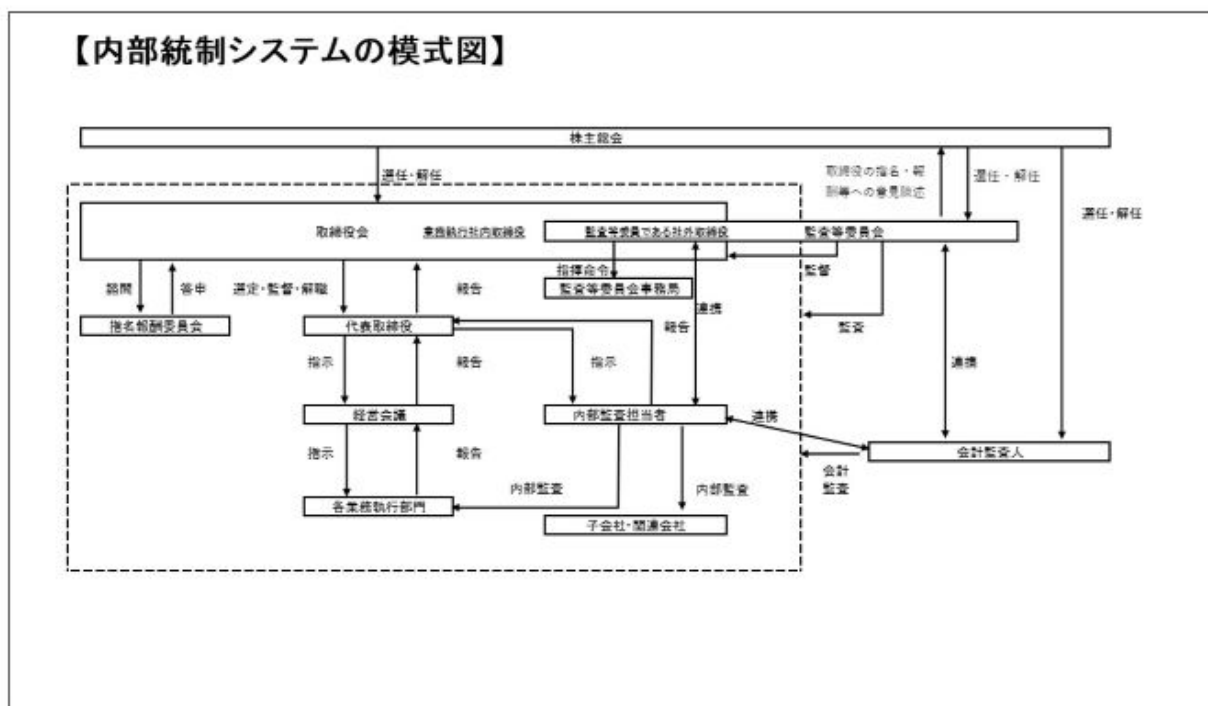 【内部統制システムの模式図】
株主総会
選任・解任
取締役の指名・報
酬等への意見陳述
選任・解任
選任・解任
取締役会
業務執行社内取締役
監査等委員である社外取締役
監査等委員会
指揮命令
監督
諮問
答申
選定・監督・解職
報告
監査等委員会事務局
連携
監査
指名報酬委員会
代表取締役
報告
指示
報告
指示
連携
経営会議
内部監査担当者
連携
会計監査人
指示
報告
会計
監査
内部監査
内部監査
各業務執行部門
子会社・関連会社